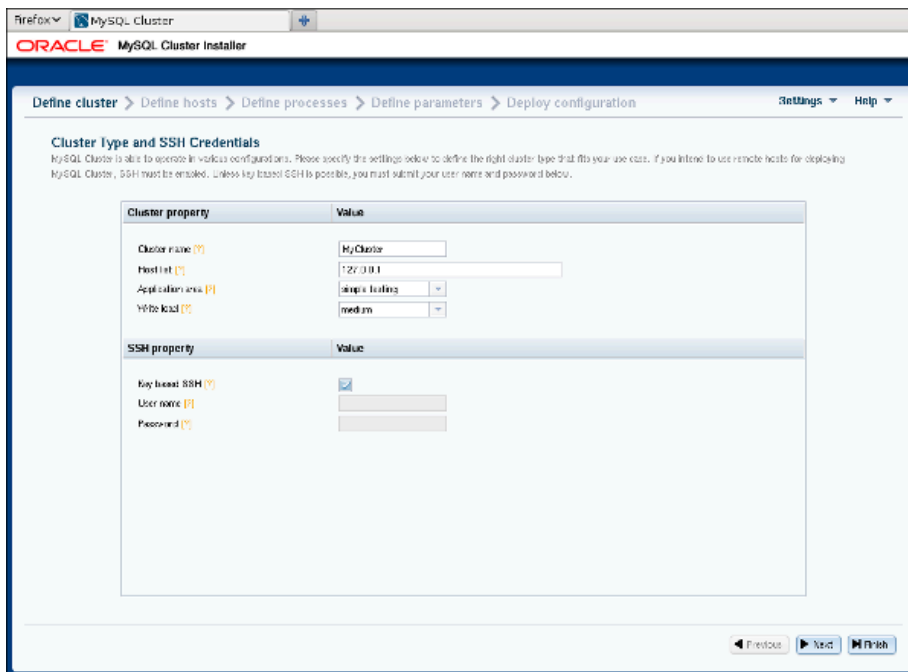 Firefox MySQL Cluster
ORACLE MySQL Cluster Installer
Define cluster Define hosts Define processes Define parameters Deploy configuration Settings Help
Cluster Type and SSH Credentials
MySQL Cluster is able to operate in various configurations. Please specify the settings below to define the right cluster type that fits your use case. If you intend to use remote hosts for deploying
MySQL Cluster, SSH must be enabled. Unless key based SSH is possible, you must submit your user name and password below.
Cluster property Value
Cluster name [?] MyCluster
Host list [?] 127.0.0.1
Application area [?] simple testing
Write load [?] medium
SSH property Value
Key based SSH [?]
User name [?]
Password [?]
Previous Next Finish